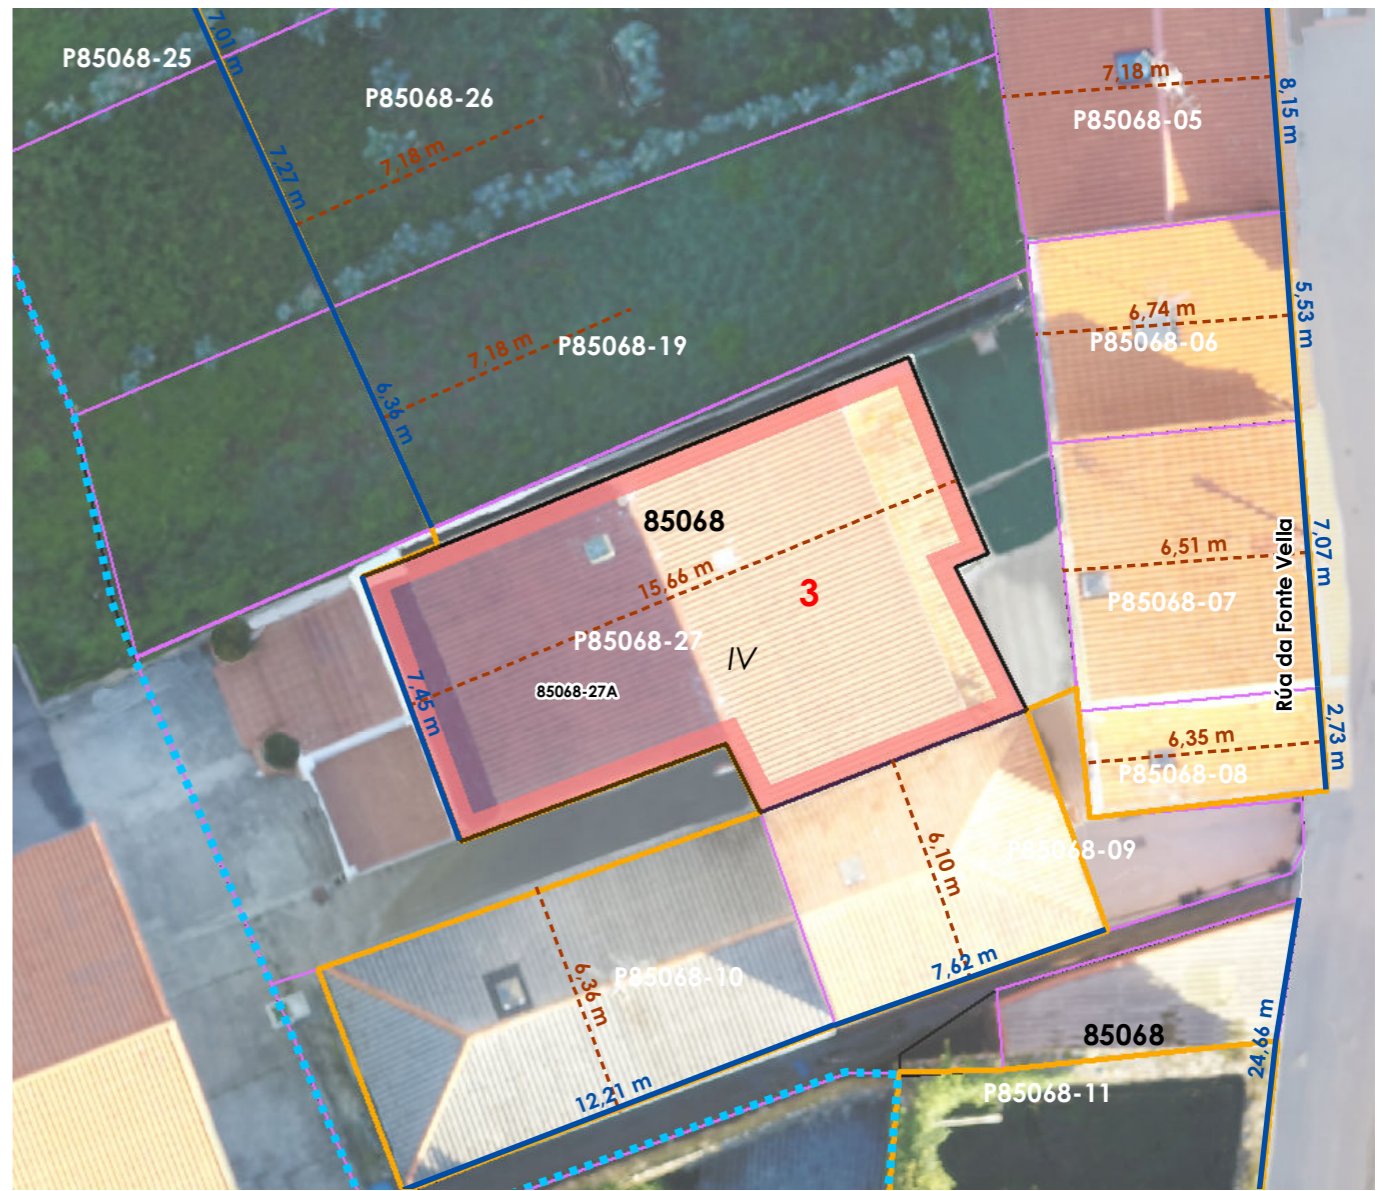 7,01 m
P85068-25
P85068-26
7,18 m
7,27 m
7,18 m
P85068-05
8,15 m
6,74 m
P85068-06
5,53 m
7,18 m
P85068-19
6,36 m
85068
15,66 m
3
P85068-27
IV
85068-27A
7,45 m
6,51 m
P85068-07
7,07 m
Rúa da Fonte Vella
6,35 m
P85068-08
2,73 m
6,10 m
P85068-09
6,36 m
P85068-10
7,62 m
12,21 m
85068
24,66 m
P85068-11